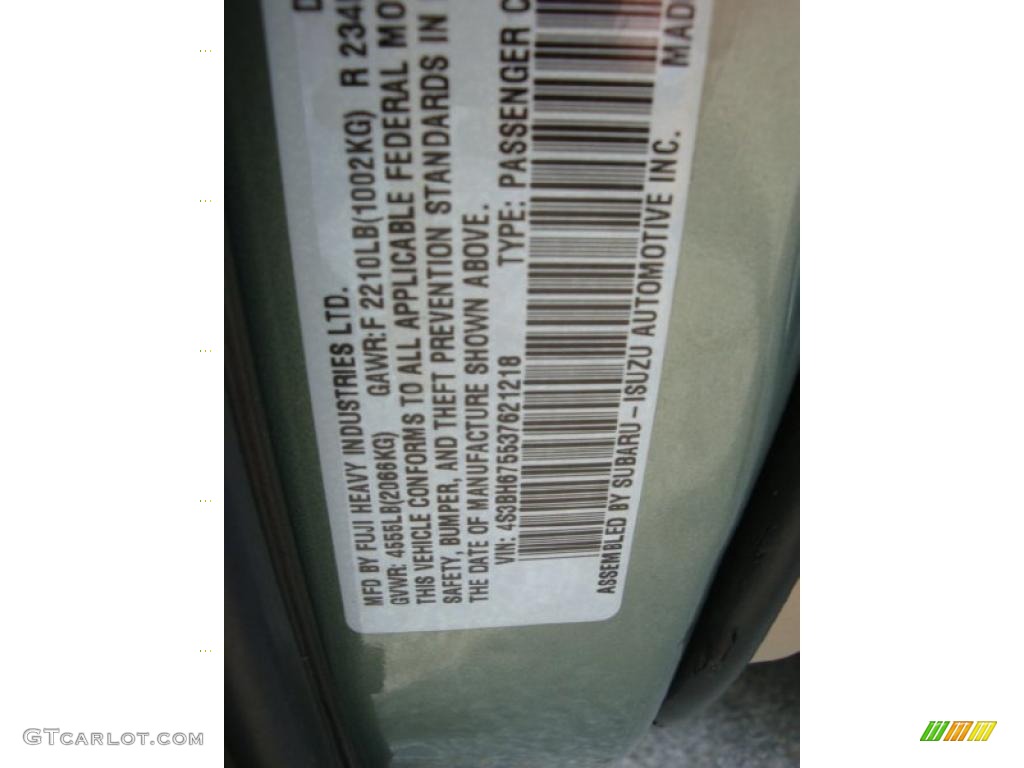 MFD BY FUJI HEAVY INDUSTRIES LTD.
GVWR: 4555LB(2066KG) GAWR: F 2210LB(1002KG) R 234
THIS VEHICLE CONFORMS TO ALL APPLICABLE FEDERAL MO
SAFETY, BUMPER, AND THEFT PREVENTION STANDARDS IN
THE DATE OF MANUFACTURE SHOWN ABOVE.
VIN: 4S3BH675537621218 TYPE: PASSENGER C
ASSEMBLED BY SUBARU-ISUZU AUTOMOTIVE INC. MAD
GTCARLOT.COM